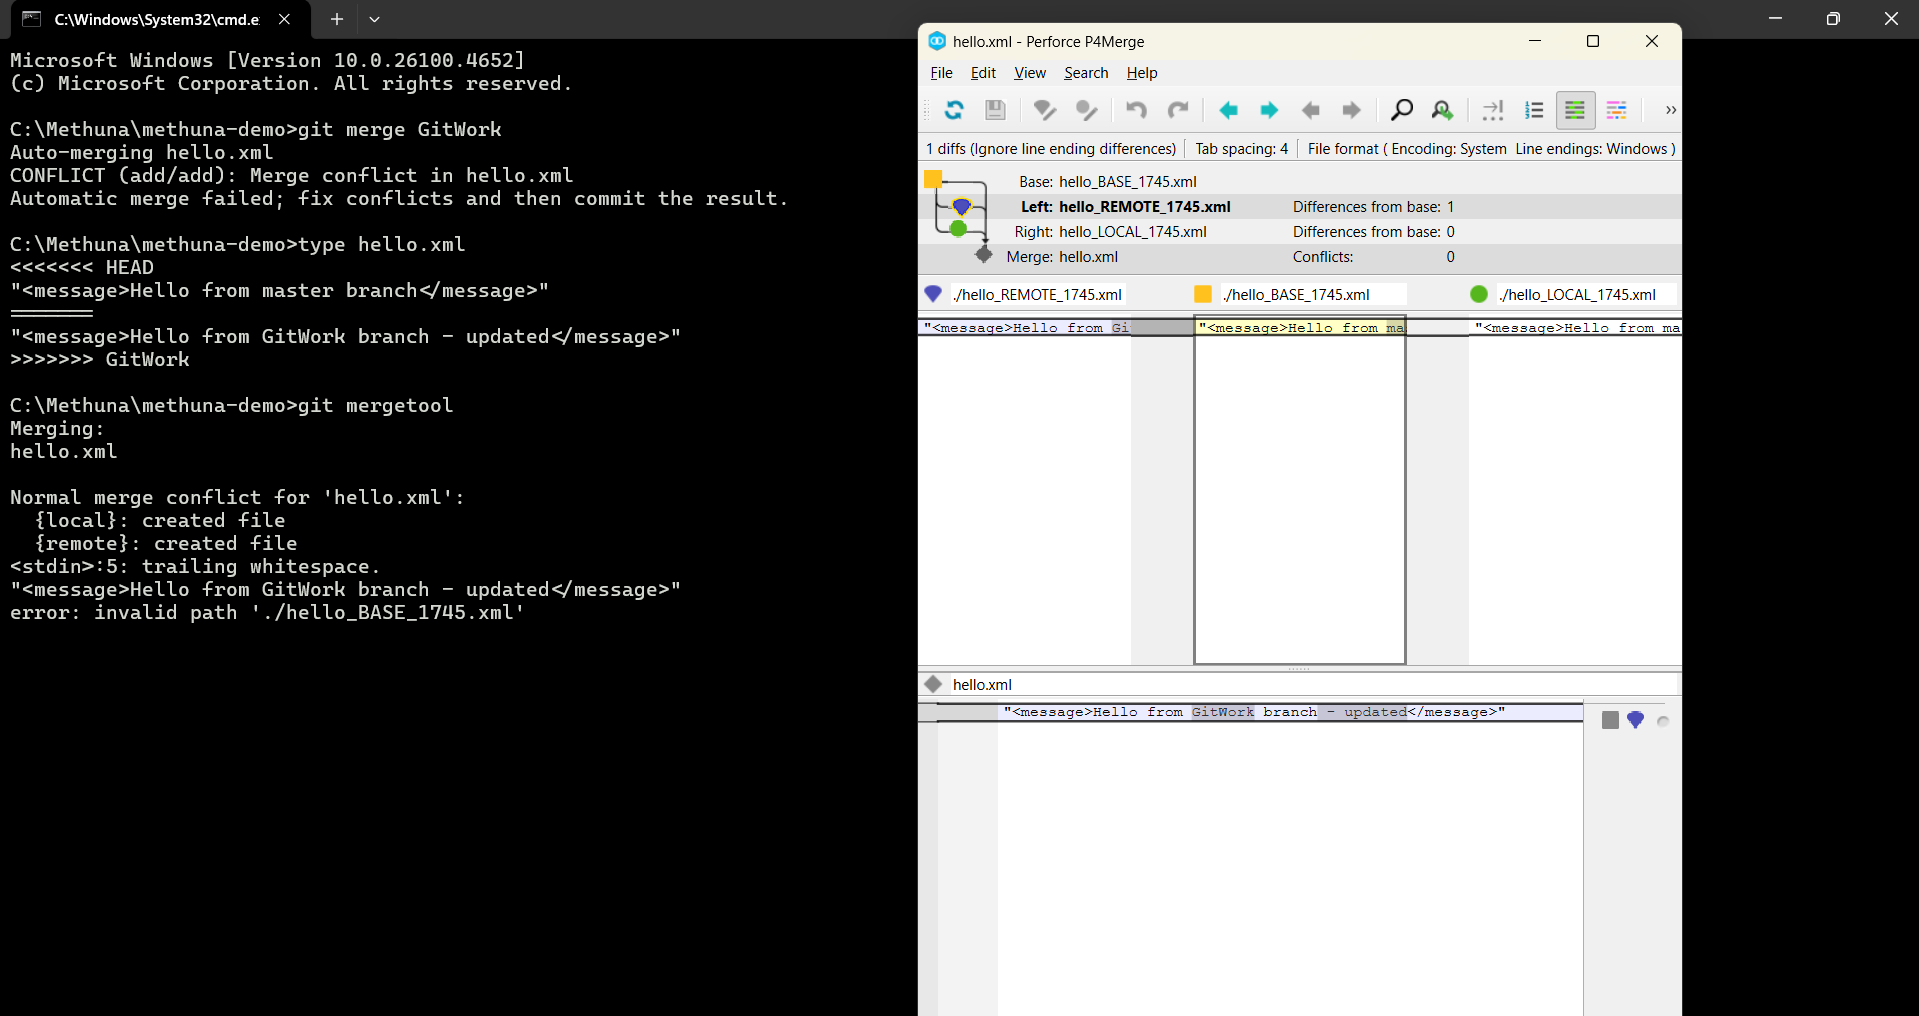 C:\Windows\System32\cmd.e
Microsoft Windows [Version 10.0.26100.4652]
(c) Microsoft Corporation. All rights reserved.
C:\Methuna\methuna-demo>git merge GitWork
Auto-merging hello.xml
CONFLICT (add/add): Merge conflict in hello.xml
Automatic merge failed; fix conflicts and then commit the result.
C:\Methuna\methuna-demo>type hello.xml
<<<<<<< HEAD
"<message>Hello from master branch</message>"
=======
"<message>Hello from GitWork branch - updated</message>"
>>>>>>> GitWork
C:\Methuna\methuna-demo>git mergetool
Merging:
hello.xml
Normal merge conflict for 'hello.xml':
  {local}: created file
  {remote}: created file
<stdin>:5: trailing whitespace.
"<message>Hello from GitWork branch - updated</message>"
error: invalid path './hello_BASE_1745.xml'
hello.xml - Perforce P4Merge
File Edit View Search Help
1 diffs (Ignore line ending differences) Tab spacing: 4 File format ( Encoding: System Line endings: Windows )
Base: hello_BASE_1745.xml
Left: hello_REMOTE_1745.xml Differences from base: 1
Right: hello_LOCAL_1745.xml Differences from base: 0
Merge: hello.xml Conflicts: 0
./hello_REMOTE_1745.xml ./hello_BASE_1745.xml ./hello_LOCAL_1745.xml
"<message>Hello from Gi "<message>Hello from ma "<message>Hello from ma
hello.xml
"<message>Hello from GitWork branch - updated</message>"